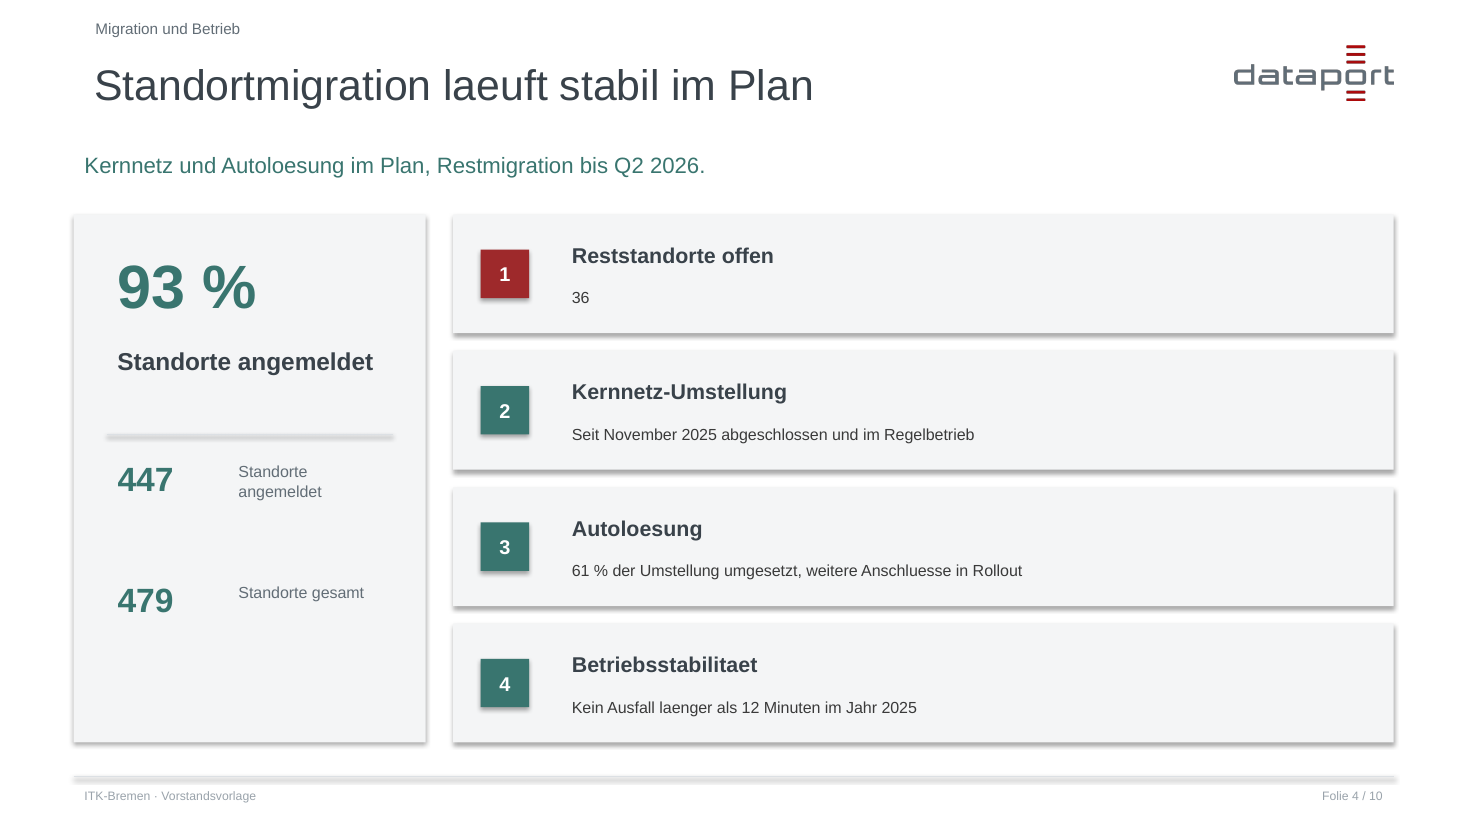 Migration und Betrieb
Standortmigration laeuft stabil im Plan
dataport
Kernnetz und Autoloesung im Plan, Restmigration bis Q2 2026.
93 %
Standorte angemeldet
447
Standorte
angemeldet
479
Standorte gesamt
1
Reststandorte offen
36
2
Kernnetz-Umstellung
Seit November 2025 abgeschlossen und im Regelbetrieb
3
Autoloesung
61 % der Umstellung umgesetzt, weitere Anschluesse in Rollout
4
Betriebsstabilitaet
Kein Ausfall laenger als 12 Minuten im Jahr 2025
ITK-Bremen · Vorstandsvorlage
Folie 4 / 10